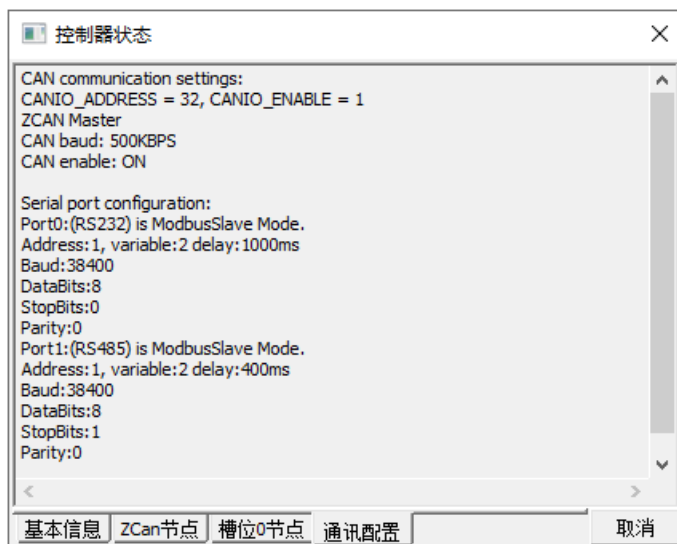 控制器状态
CAN communication settings:
CANIO_ADDRESS = 32, CANIO_ENABLE = 1
ZCAN Master
CAN baud: 500KBPS
CAN enable: ON
Serial port configuration:
Port0:(RS232) is ModbusSlave Mode.
Address:1, variable:2 delay:1000ms
Baud:38400
DataBits:8
StopBits:0
Parity:0
Port1:(RS485) is ModbusSlave Mode.
Address:1, variable:2 delay:400ms
Baud:38400
DataBits:8
StopBits:1
Parity:0
基本信息 ZCan节点 槽位0节点 通讯配置 取消